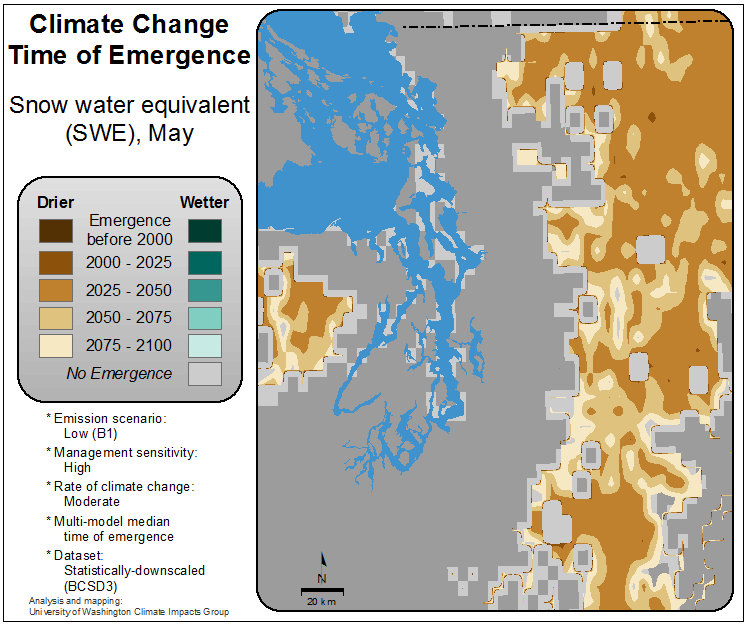 Climate Change
Time of Emergence
Snow water equivalent
(SWE), May
Drier
Wetter
Emergence
before 2000
2000 - 2025
2025 - 2050
2050 - 2075
2075 - 2100
No Emergence
* Emission scenario:
Low (B1)
* Management sensitivity:
High
* Rate of climate change:
Moderate
* Multi-model median
time of emergence
* Dataset:
Statistically-downscaled
(BCSD3)
Analysis and mapping:
University of Washington Climate Impacts Group
N
20 km